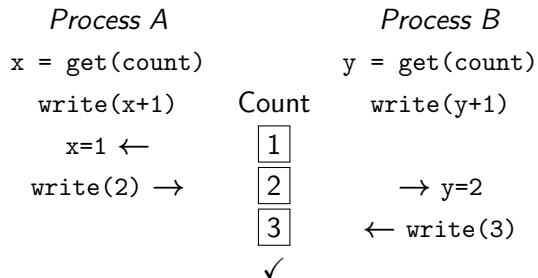 Process A Process B
x = get(count) y = get(count)
write(x+1) Count write(y+1)
x=1 ← 1
write(2) → 2 → y=2
3 ← write(3)
✓